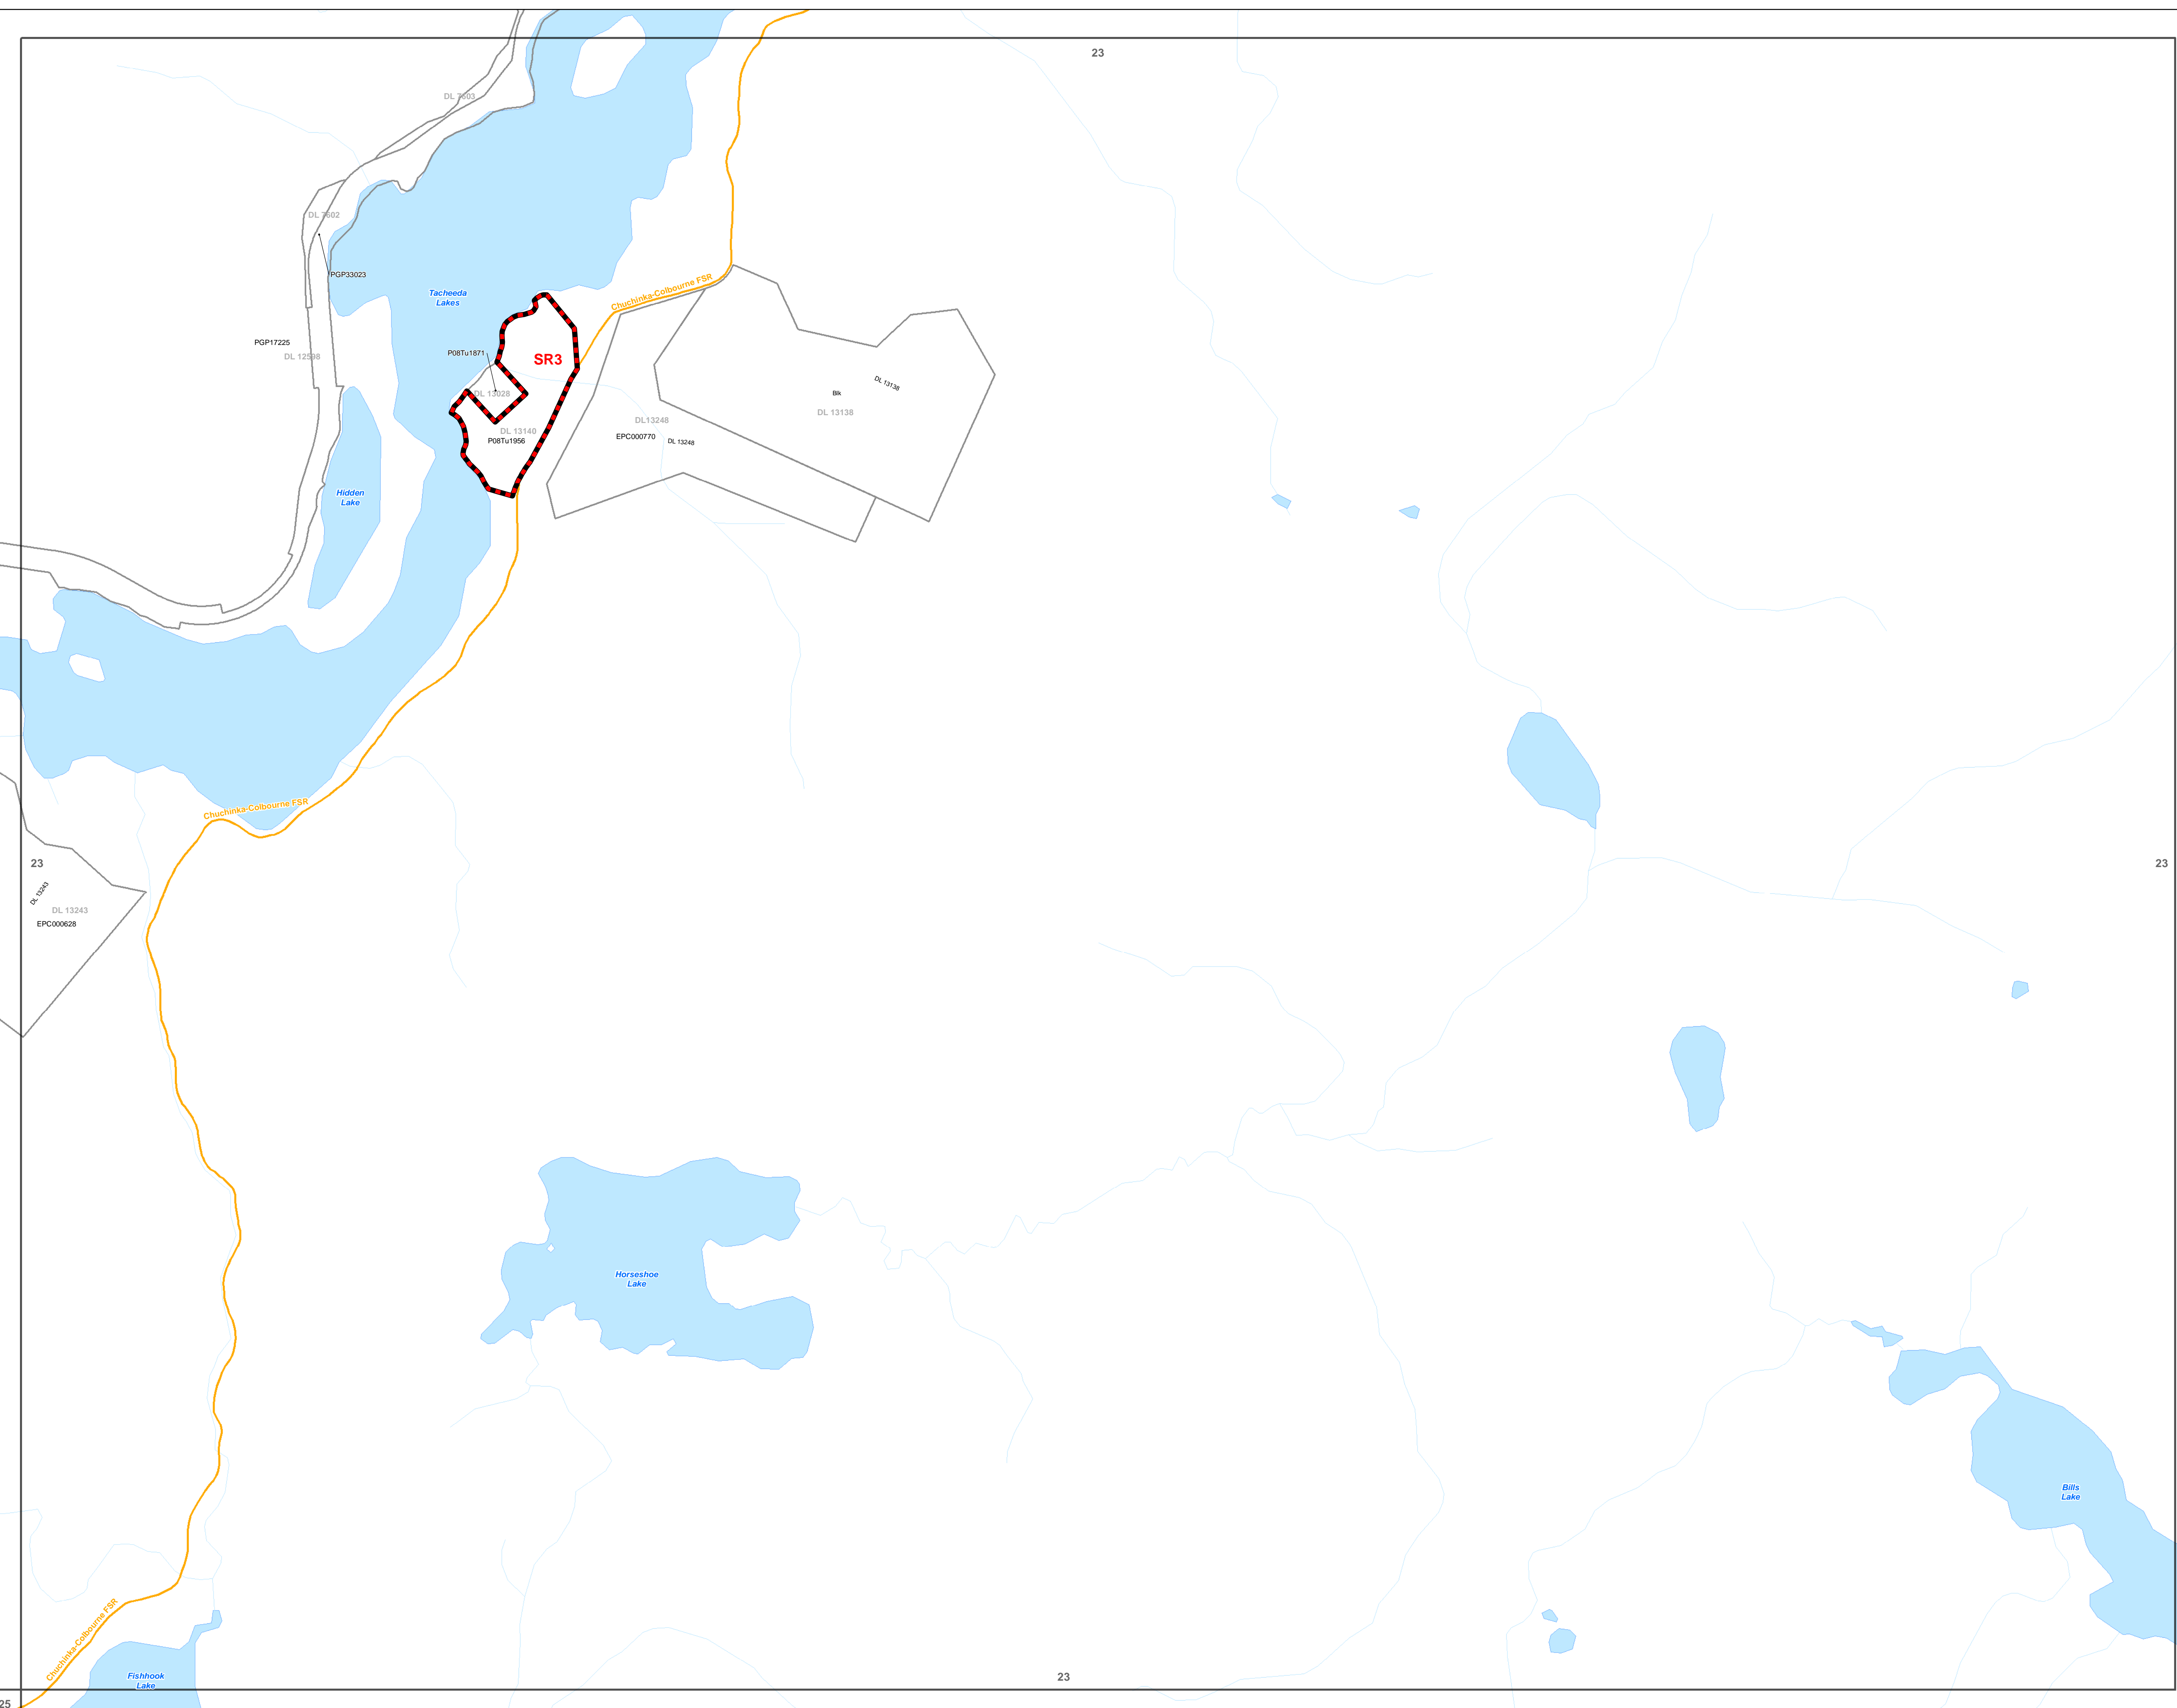 23
DL 7603
DL 7602
PGP33023
Chuchinka-Colbourne FSR
Tacheeda
Lakes
PGP17225
DL 12598
P08Tu1871
SR3
DL 13028
DL 13140
P08Tu1956
DL13248
EPC000770
DL 13248
DL 13138
Blk
DL 13138
Hidden
Lake
Chuchinka-Colbourne FSR
23
23
DL 13243
DL 13243
EPC000628
Horseshoe
Lake
Bills
Lake
Chuchinka-Colbourne FSR
Fishhook
Lake
23
25